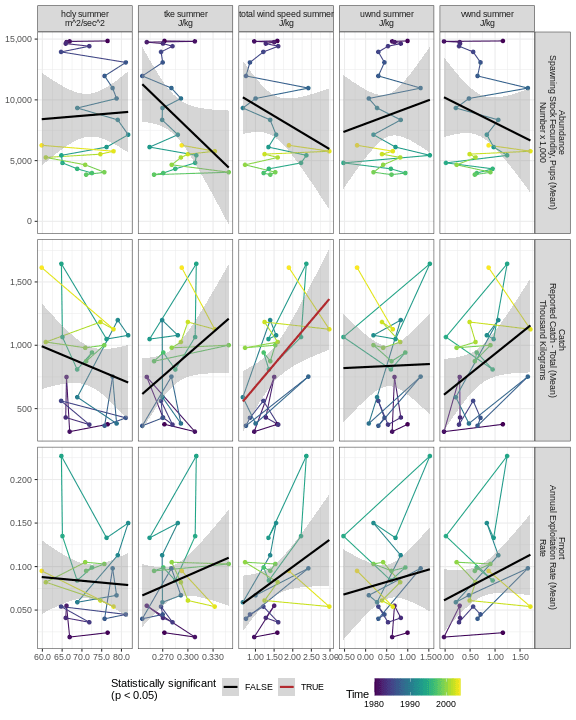 hcly summer
m^2/sec^2
tke summer
J/kg
total wind speed summer
J/kg
uwnd summer
J/kg
vwnd summer
J/kg
15,000
10,000
5,000
0
Abundance
Spawning Stock Fecundity, Pups (Mean)
Number x 1,000
1,500
1,000
500
Catch
Reported Catch - Total (Mean)
Thousand Kilograms
0.200
0.150
0.100
0.050
Fmort
Annual Exploitation Rate (Mean)
Rate
60.0 65.0 70.0 75.0 80.0
0.270 0.300 0.330
1.00 1.50 2.00 2.50 3.00
-0.50 0.00 0.50 1.00 1.50
0.00 0.50 1.00 1.50
Statistically significant
(p < 0.05)
FALSE
TRUE
Time
1980 1990 2000